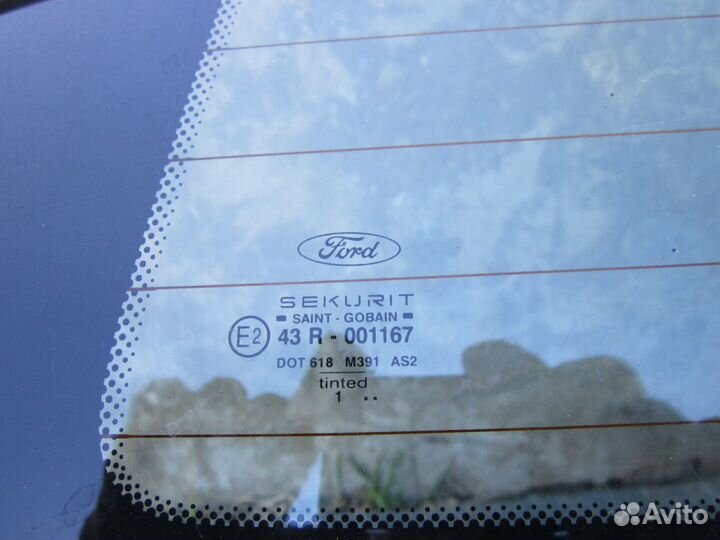 Ford
SEKURIT
SAINT - GOBAIN
E2 43 R - 001167
DOT 618 M391 AS2
tinted
1 ..
Avito